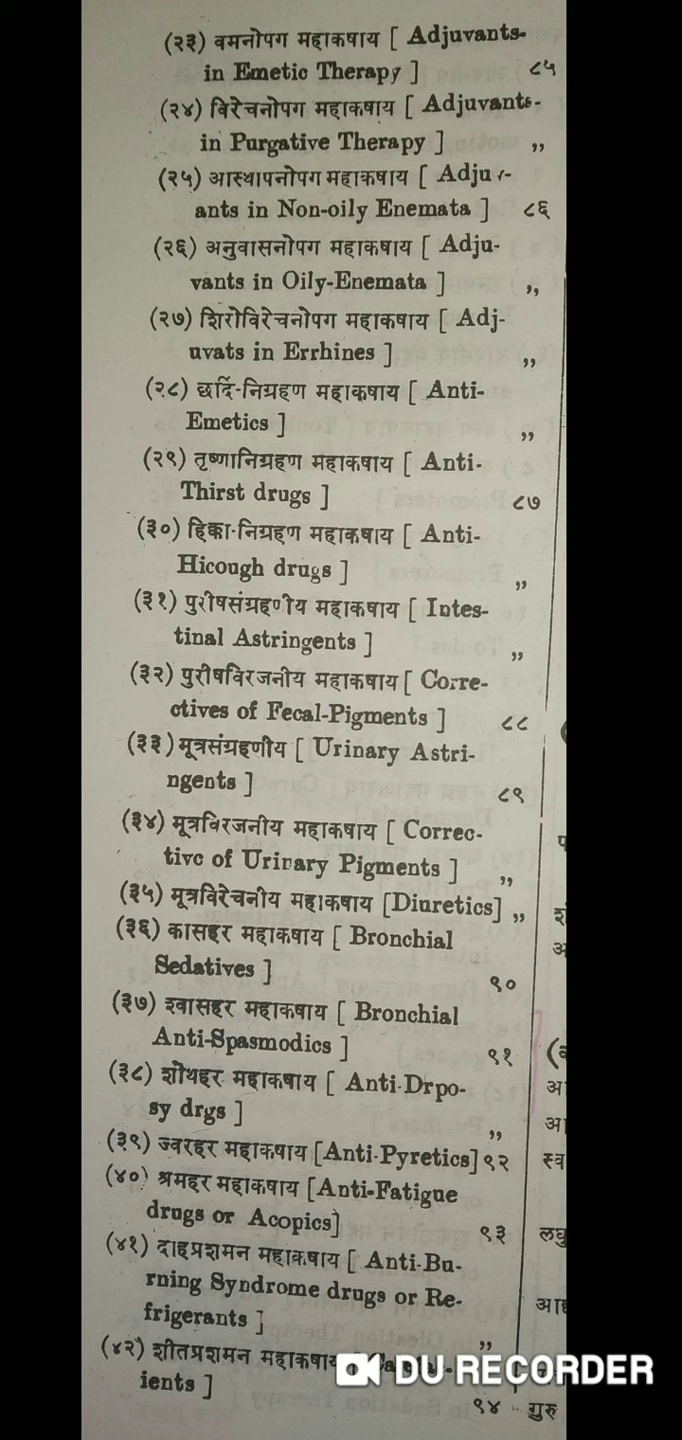 (२३) वमनोपग महाकषाय [ Adjuvants-
in Emetic Therapy ] ८५
(२४) विरेचनोपग महाकषाय [ Adjuvants-
in Purgative Therapy ] ,,
(२५) आस्थापनोपग महाकषाय [ Adju
ants in Non-oily Enemata ] ८६
(२६) अनुवासनोपग महाकषाय [ Adju-
vants in Oily-Enemata ] ,,
(२७) शिरोविरेचनोपग महाकषाय [ Adj-
uvats in Errhines ] ,,
(२८) छर्दि-निग्रहण महाकषाय [ Anti-
Emetics ] ,,
(२९) तृष्णानिग्रहण महाकषाय [ Anti-
Thirst drugs ] ८७
(३०) हिक्का-निग्रहण महाकषाय [ Anti-
Hicough drugs ] ,,
(३१) पुरीषसंग्रहणीय महाकषाय [ Intes-
tinal Astringents ] ,,
(३२) पुरीषविरजनीय महाकषाय [ Corre-
ctives of Fecal-Pigments ] ८८
(३३) मूत्रसंग्रहणीय [ Urinary Astri-
ngents ] ८९
(३४) मूत्रविरजनीय महाकषाय [ Correc-
tive of Urinary Pigments ] ,,
(३५) मूत्रविरेचनीय महाकषाय [Diuretics] ,,
(३६) कासहर महाकषाय [ Bronchial
Sedatives ] ९०
(३७) श्वासहर महाकषाय [ Bronchial
Anti-Spasmodics ] ९१
(३८) शोथहर महाकषाय [ Anti-Drpo-
sy drgs ] ,,
(३९) ज्वरहर महाकषाय [Anti-Pyretics] ९२
(४०) श्रमहर महाकषाय [Anti-Fatigue
drugs or Acopics] ९३
(४१) दाहप्रशमन महाकषाय [ Anti-Bu-
rning Syndrome drugs or Re-
frigerants ] ,,
(४२) शीतप्रशमन महाकषाय
ients ] ९४
गुरु
DU RECORDER